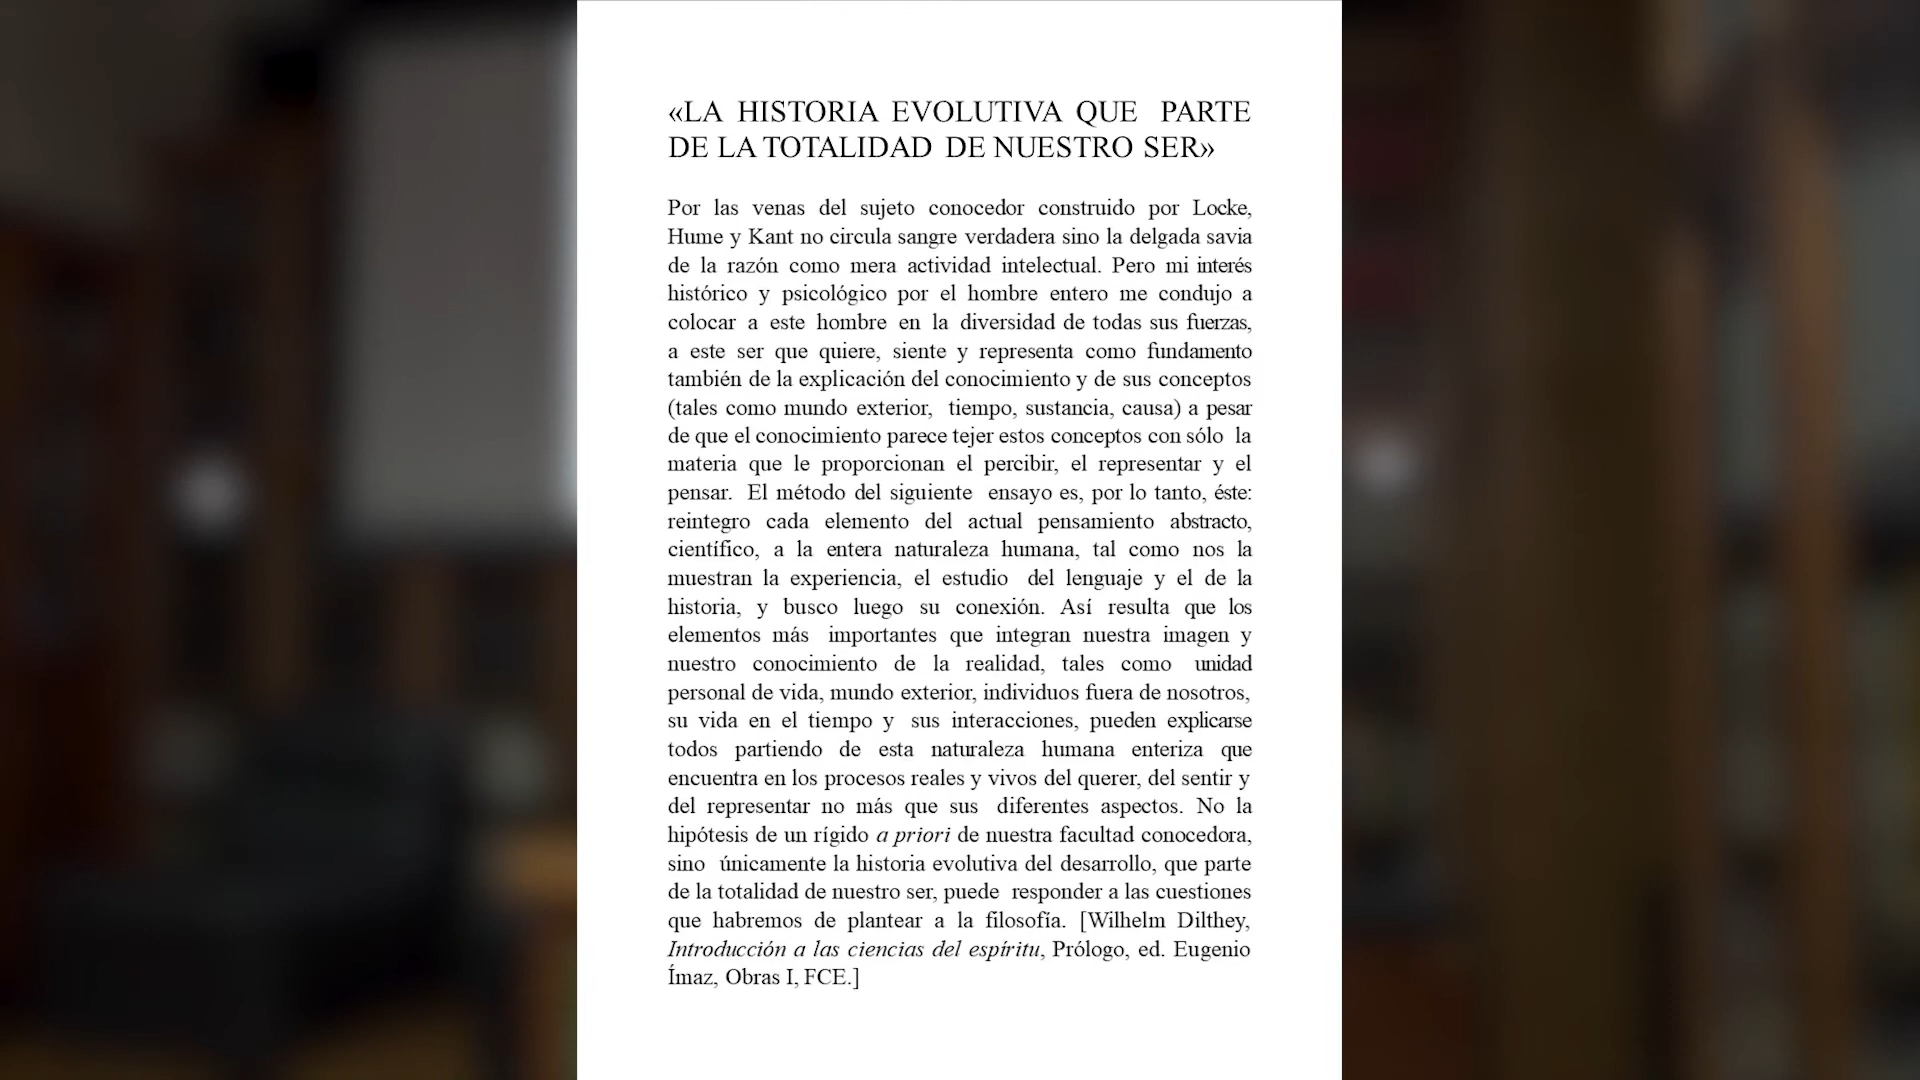 «LA HISTORIA EVOLUTIVA QUE PARTE
DE LA TOTALIDAD DE NUESTRO SER»
Por las venas del sujeto conocedor construido por Locke,
Hume y Kant no circula sangre verdadera sino la delgada savia
de la razón como mera actividad intelectual. Pero mi interés
histórico y psicológico por el hombre entero me condujo a
colocar a este hombre en la diversidad de todas sus fuerzas,
a este ser que quiere, siente y representa como fundamento
también de la explicación del conocimiento y de sus conceptos
(tales como mundo exterior, tiempo, sustancia, causa) a pesar
de que el conocimiento parece tejer estos conceptos con sólo la
materia que le proporcionan el percibir, el representar y el
pensar. El método del siguiente ensayo es, por lo tanto, éste:
reintegro cada elemento del actual pensamiento abstracto,
científico, a la entera naturaleza humana, tal como nos la
muestran la experiencia, el estudio del lenguaje y el de la
historia, y busco luego su conexión. Así resulta que los
elementos más importantes que integran nuestra imagen y
nuestro conocimiento de la realidad, tales como unidad
personal de vida, mundo exterior, individuos fuera de nosotros,
su vida en el tiempo y sus interacciones, pueden explicarse
todos partiendo de esta naturaleza humana enteriza que
encuentra en los procesos reales y vivos del querer, del sentir y
del representar no más que sus diferentes aspectos. No la
hipótesis de un rígido a priori de nuestra facultad conocedora,
sino únicamente la historia evolutiva del desarrollo, que parte
de la totalidad de nuestro ser, puede responder a las cuestiones
que habremos de plantear a la filosofía. [Wilhelm Dilthey,
Introducción a las ciencias del espíritu, Prólogo, ed. Eugenio
Ímaz, Obras I, FCE.]